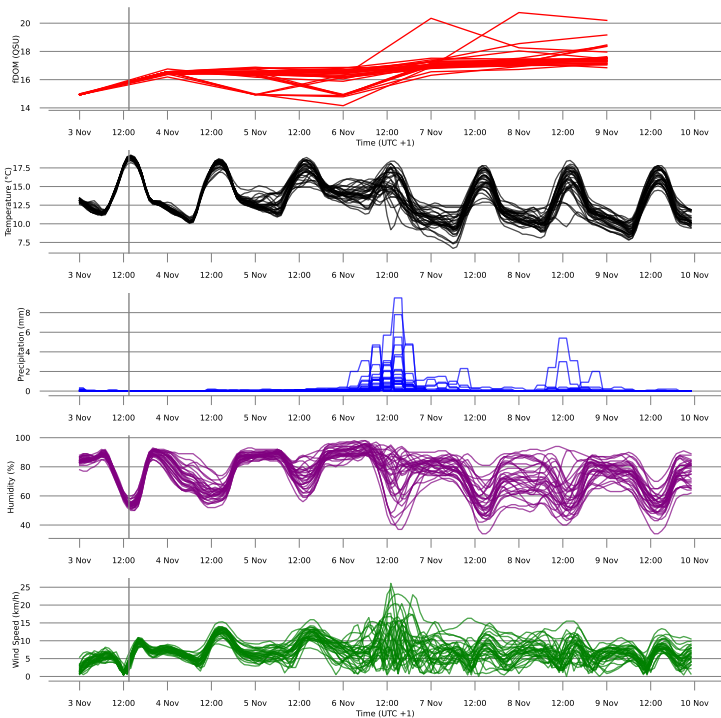 fDOM (QSU)
20
18
16
14
3 Nov 12:00 4 Nov 12:00 5 Nov 12:00 6 Nov 12:00 7 Nov 12:00 8 Nov 12:00 9 Nov 12:00 10 Nov
Time (UTC +1)
Temperature (°C)
17.5
15.0
12.5
10.0
7.5
3 Nov 12:00 4 Nov 12:00 5 Nov 12:00 6 Nov 12:00 7 Nov 12:00 8 Nov 12:00 9 Nov 12:00 10 Nov
Precipitation (mm)
8
6
4
2
0
3 Nov 12:00 4 Nov 12:00 5 Nov 12:00 6 Nov 12:00 7 Nov 12:00 8 Nov 12:00 9 Nov 12:00 10 Nov
Humidity (%)
100
80
60
40
3 Nov 12:00 4 Nov 12:00 5 Nov 12:00 6 Nov 12:00 7 Nov 12:00 8 Nov 12:00 9 Nov 12:00 10 Nov
Wind Speed (km/h)
25
20
15
10
5
0
3 Nov 12:00 4 Nov 12:00 5 Nov 12:00 6 Nov 12:00 7 Nov 12:00 8 Nov 12:00 9 Nov 12:00 10 Nov
Time (UTC +1)